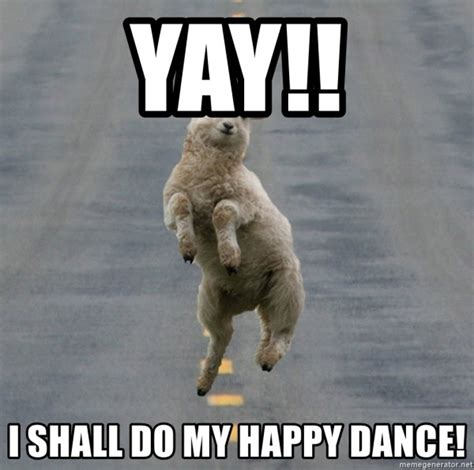 YAY!!
I SHALL DO MY HAPPY DANCE!
memegenerator.net